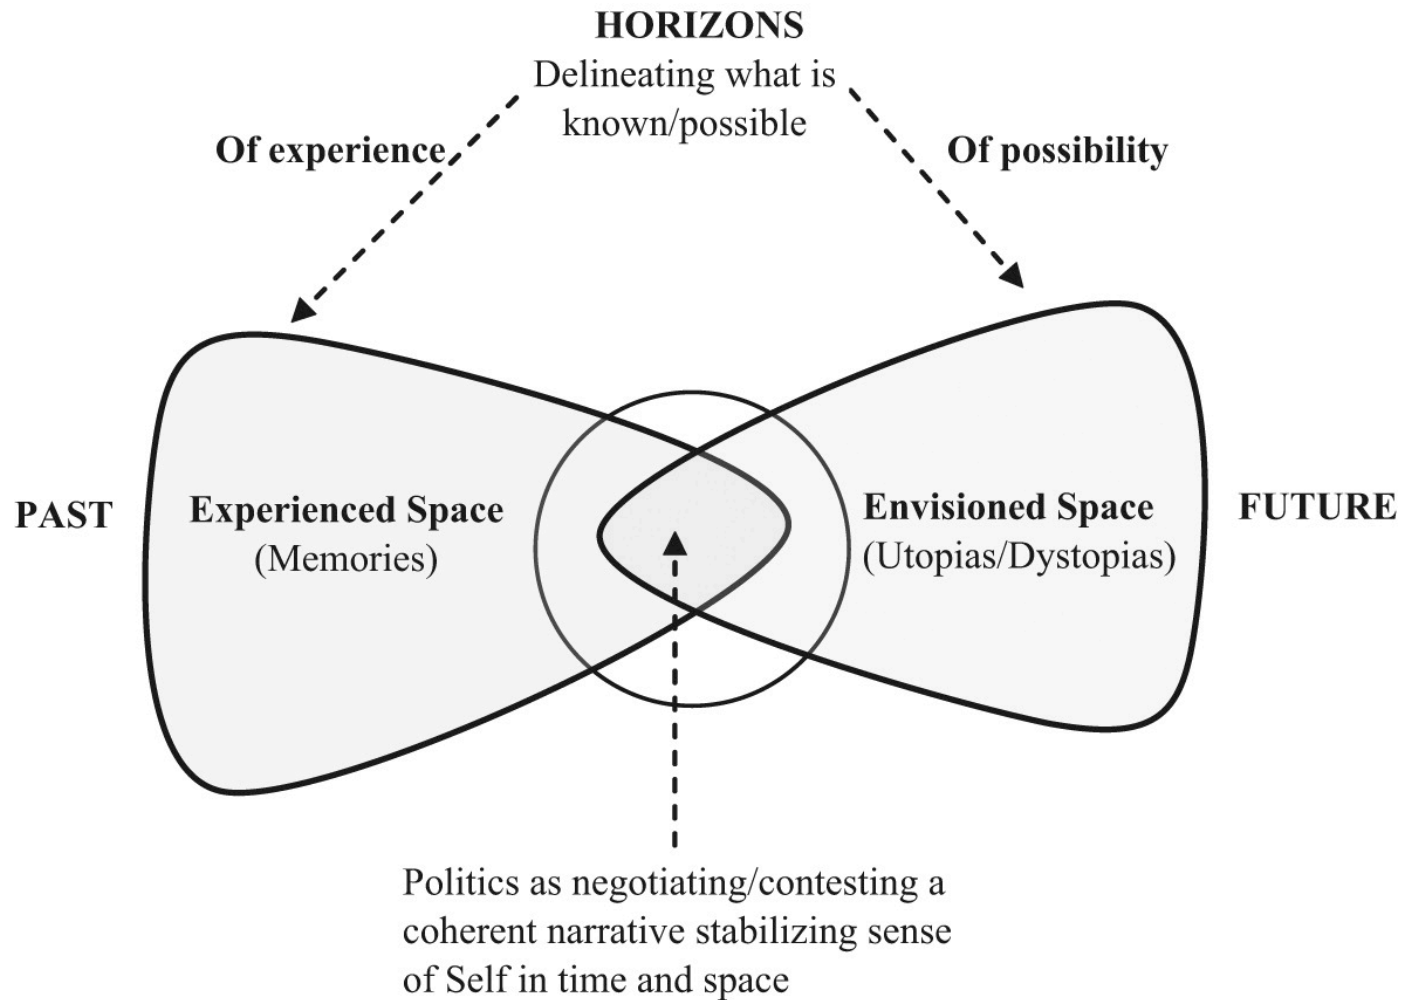 HORIZONS
Delineating what is
known/possible
Of experience
Of possibility
PAST
Experienced Space
(Memories)
Envisioned Space
(Utopias/Dystopias)
FUTURE
Politics as negotiating/contesting a
coherent narrative stabilizing sense
of Self in time and space